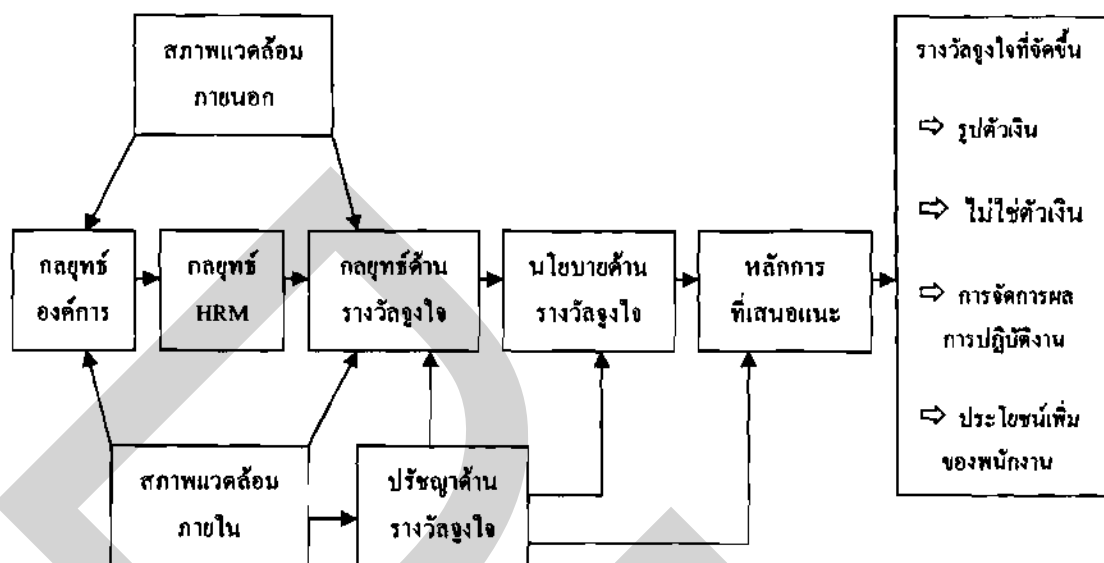 สภาพแวดล้อม
ภายนอก
กลยุทธ์
องค์การ
กลยุทธ์
HRM
กลยุทธ์ด้าน
รางวัลจูงใจ
นโยบายด้าน
รางวัลจูงใจ
หลักการ
ที่เสนอแนะ
สภาพแวดล้อม
ภายใน
ปรัชญาด้าน
รางวัลจูงใจ
รางวัลจูงใจที่จัดขึ้น
⇨ รูปตัวเงิน
⇨ ไม่ใช่ตัวเงิน
⇨ การจัดการผล
การปฏิบัติงาน
⇨ ประโยชน์เพิ่ม
ของพนักงาน